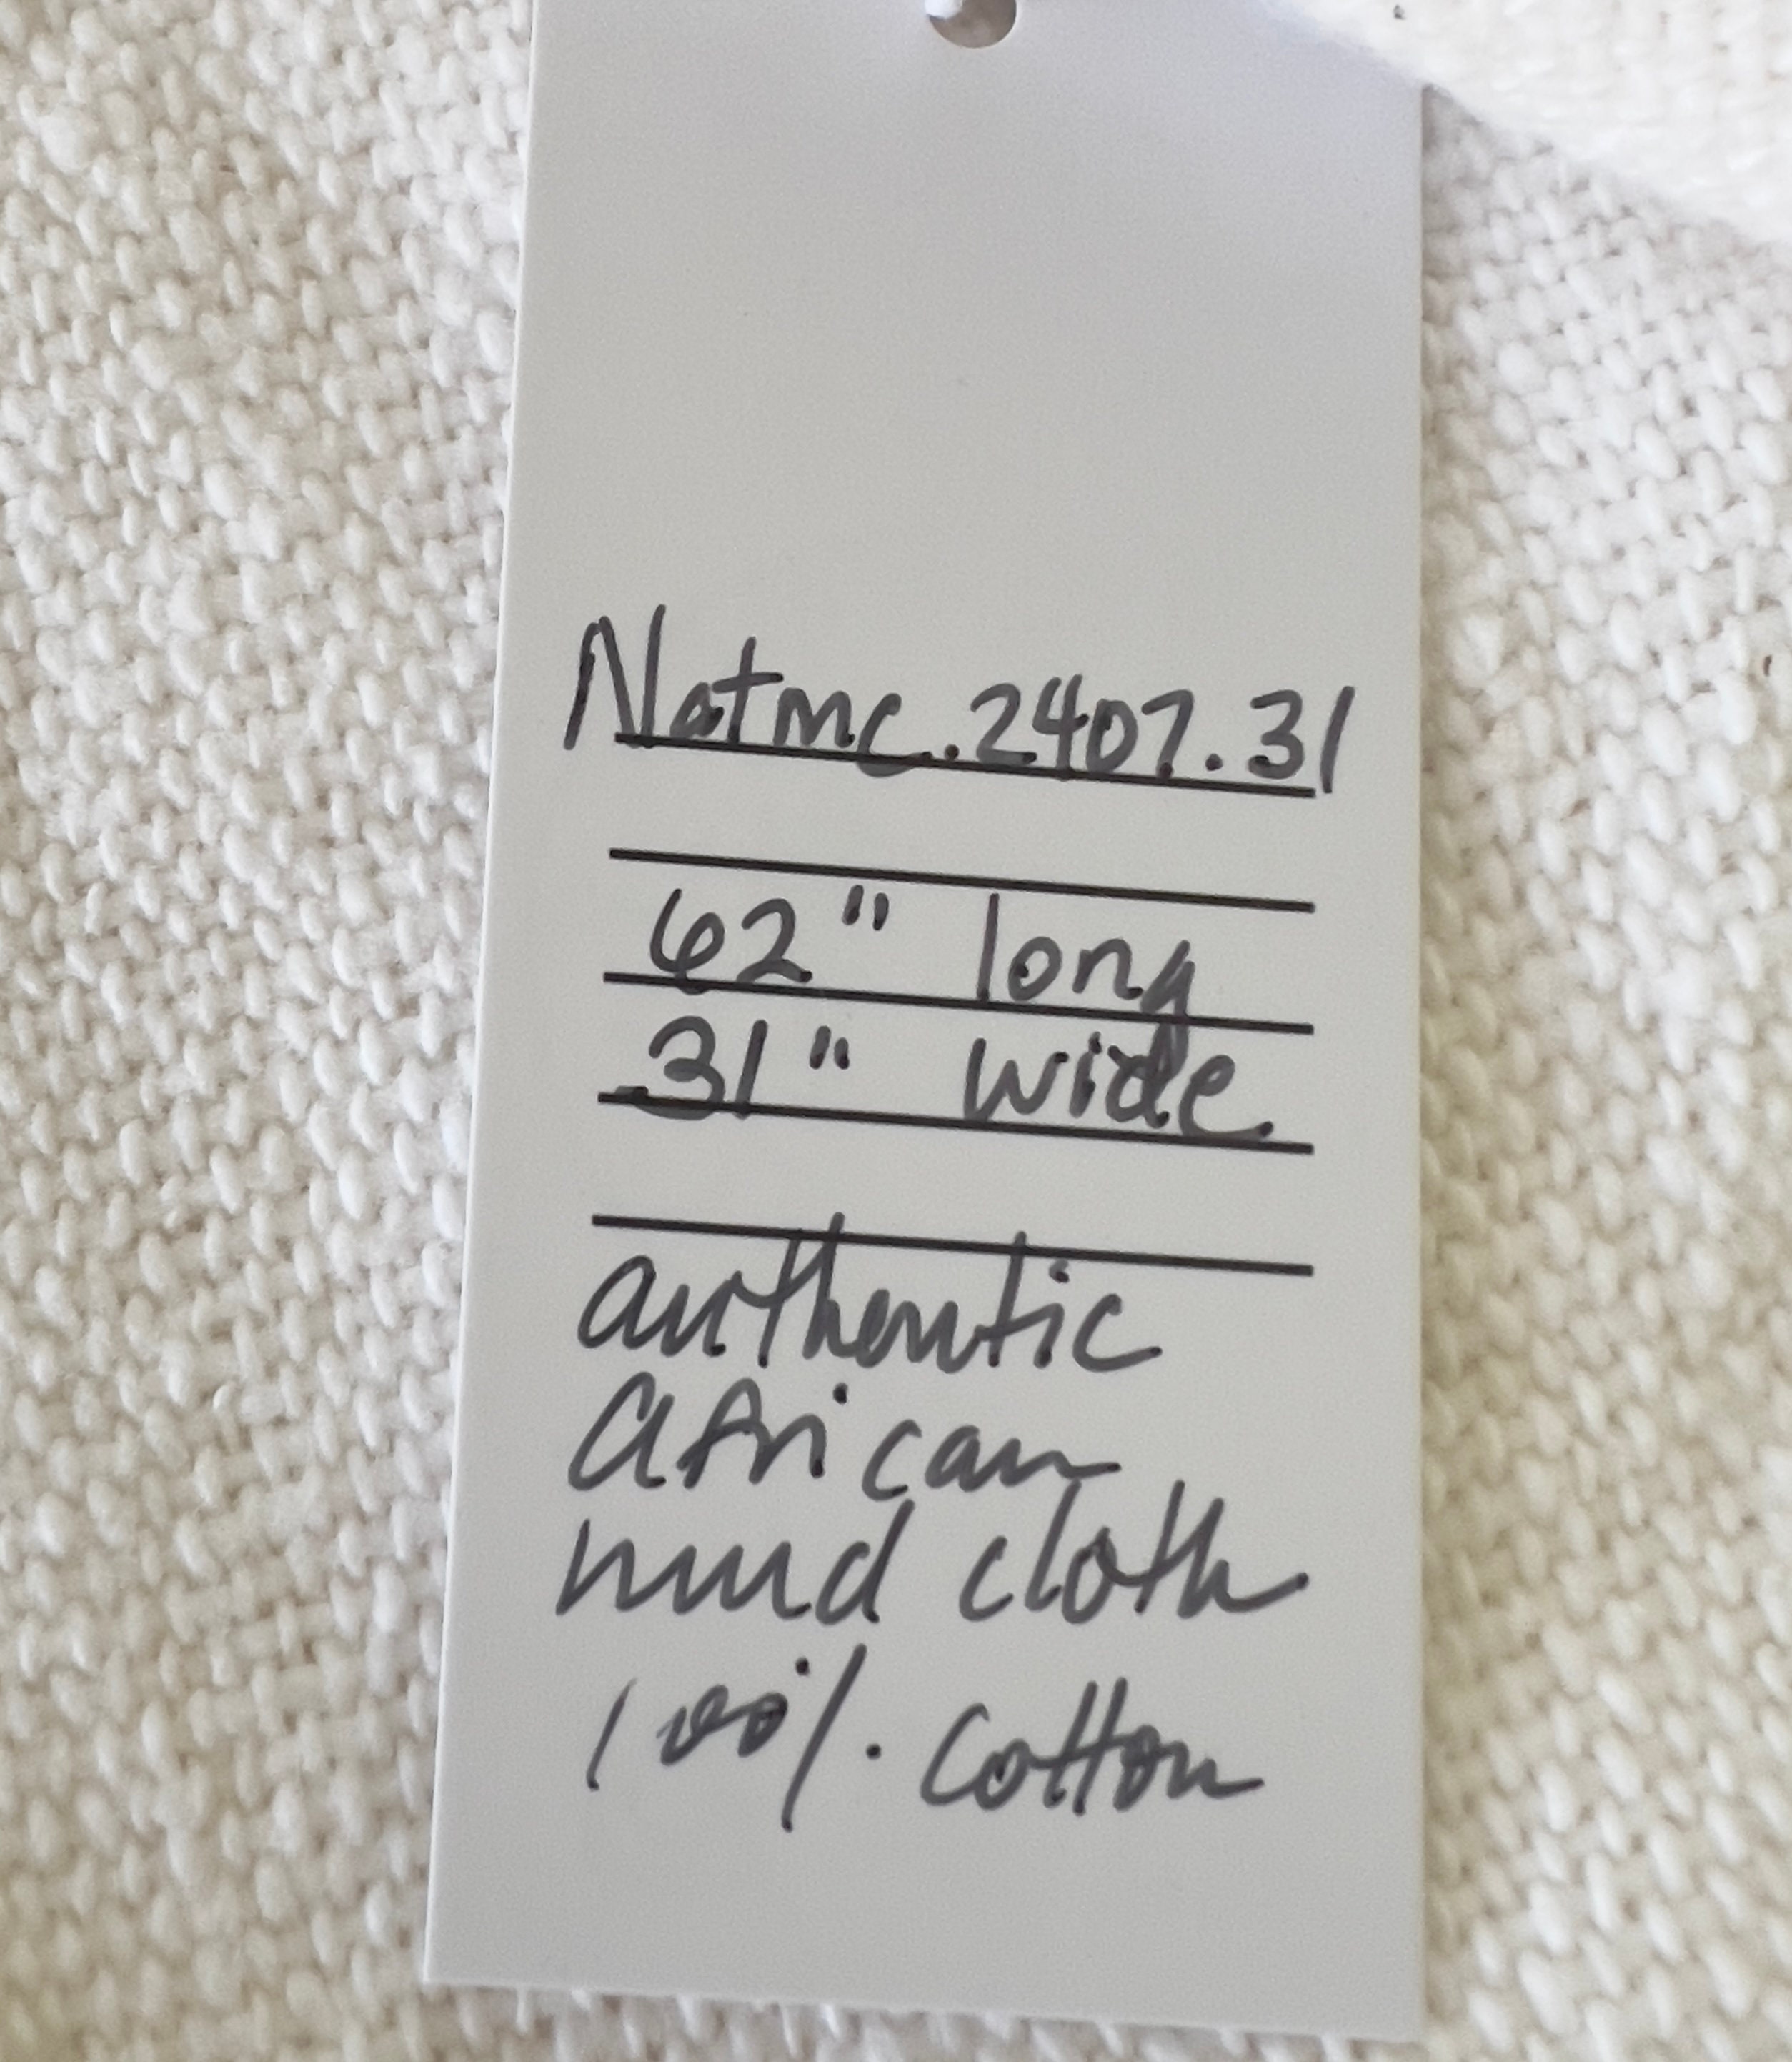 Natmc.2407.31
62" long
31" wide.
authentic
African
mud cloth
100%. Cotton